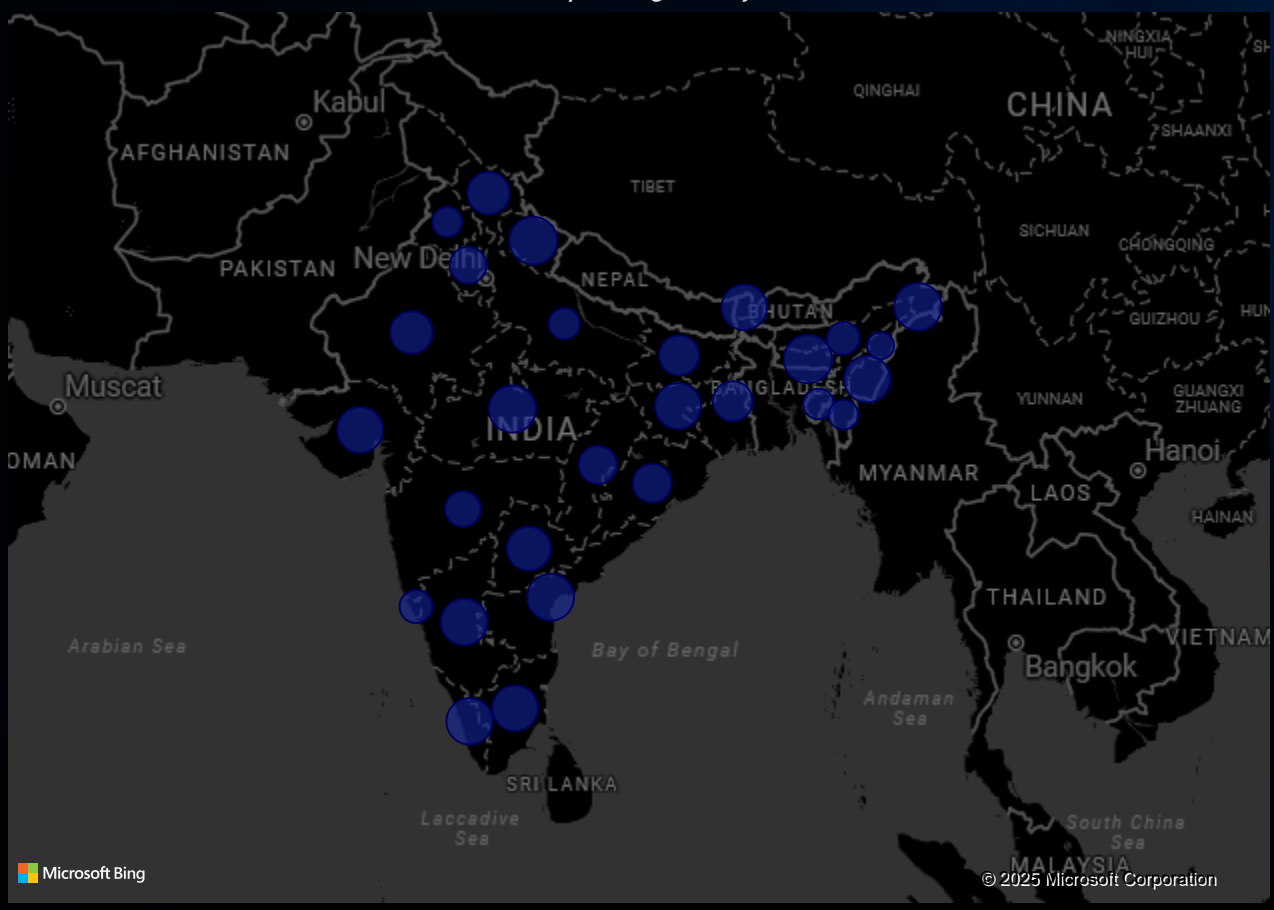 NINGXIA
HUI
QINGHAI
CHINA
Kabul
SHAANXI
AFGHANISTAN
TIBET
SICHUAN
CHONGQING
New Delhi
PAKISTAN
NEPAL
BHUTAN
GUIZHOU
Muscat
BANGLADESH
GUANGXI
ZHUANG
YUNNAN
INDIA
Hanoi
OMAN
MYANMAR
LAOS
HAINAN
THAILAND
VIETNAM
Arabian Sea
Bay of Bengal
Bangkok
Andaman
Sea
SRI LANKA
Laccadive
Sea
South China
Sea
MALAYSIA
Microsoft Bing
© 2025 Microsoft Corporation